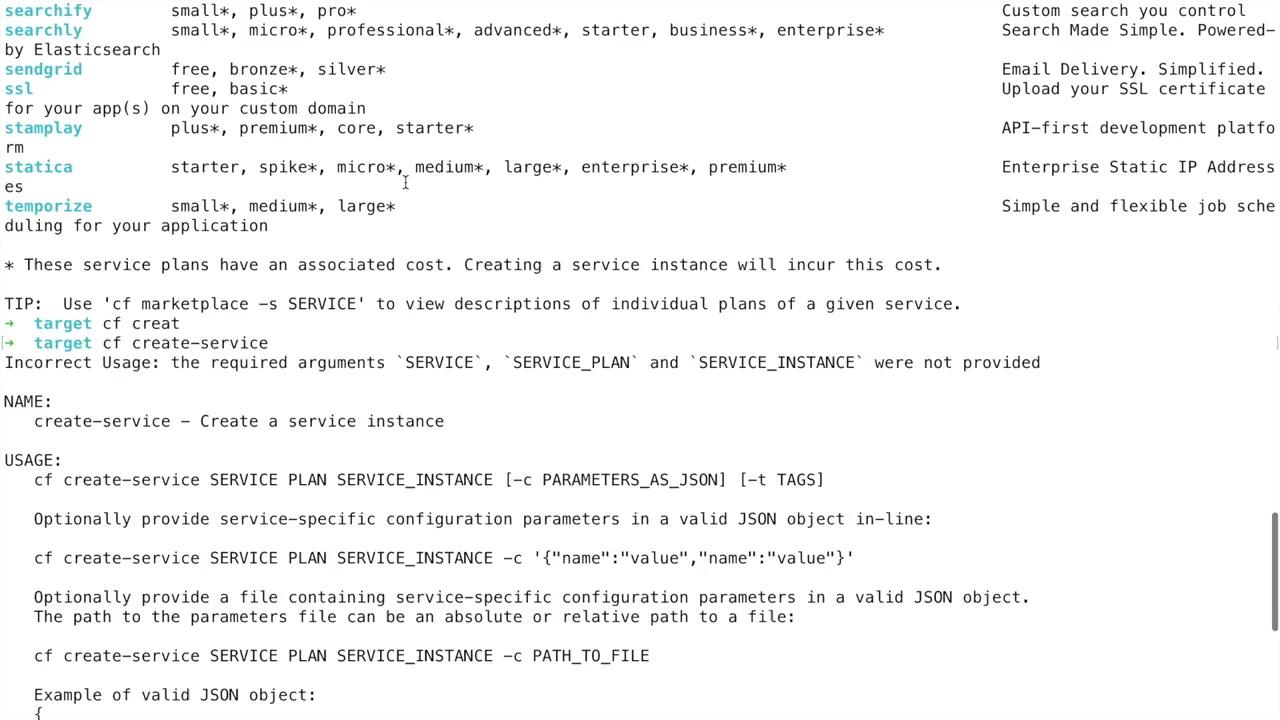 searchify small*, plus*, pro* Custom search you control
searchly small*, micro*, professional*, advanced*, starter, business*, enterprise* Search Made Simple. Powered-
by Elasticsearch
sendgrid free, bronze*, silver* Email Delivery. Simplified.
ssl free, basic* Upload your SSL certificate
for your app(s) on your custom domain
stamplay plus*, premium*, core, starter* API-first development platfo
rm
statica starter, spike*, micro*, medium*, large*, enterprise*, premium* Enterprise Static IP Address
es
temporize small*, medium*, large* Simple and flexible job sche
duling for your application
* These service plans have an associated cost. Creating a service instance will incur this cost.
TIP: Use 'cf marketplace -s SERVICE' to view descriptions of individual plans of a given service.
→ target cf creat
→ target cf create-service
Incorrect Usage: the required arguments `SERVICE`, `SERVICE_PLAN` and `SERVICE_INSTANCE` were not provided
NAME:
create-service - Create a service instance
USAGE:
cf create-service SERVICE PLAN SERVICE_INSTANCE [-c PARAMETERS_AS_JSON] [-t TAGS]
Optionally provide service-specific configuration parameters in a valid JSON object in-line:
cf create-service SERVICE PLAN SERVICE_INSTANCE -c '{"name":"value","name":"value"}'
Optionally provide a file containing service-specific configuration parameters in a valid JSON object.
The path to the parameters file can be an absolute or relative path to a file:
cf create-service SERVICE PLAN SERVICE_INSTANCE -c PATH_TO_FILE
Example of valid JSON object:
{